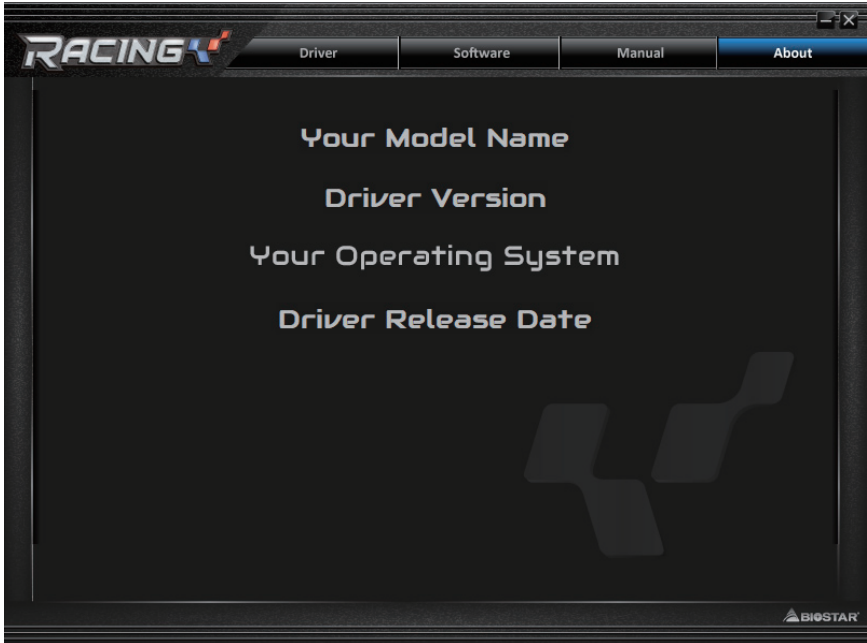 RACING
Driver
Software
Manual
About
Your Model Name
Driver Version
Your Operating System
Driver Release Date
BIOSTAR